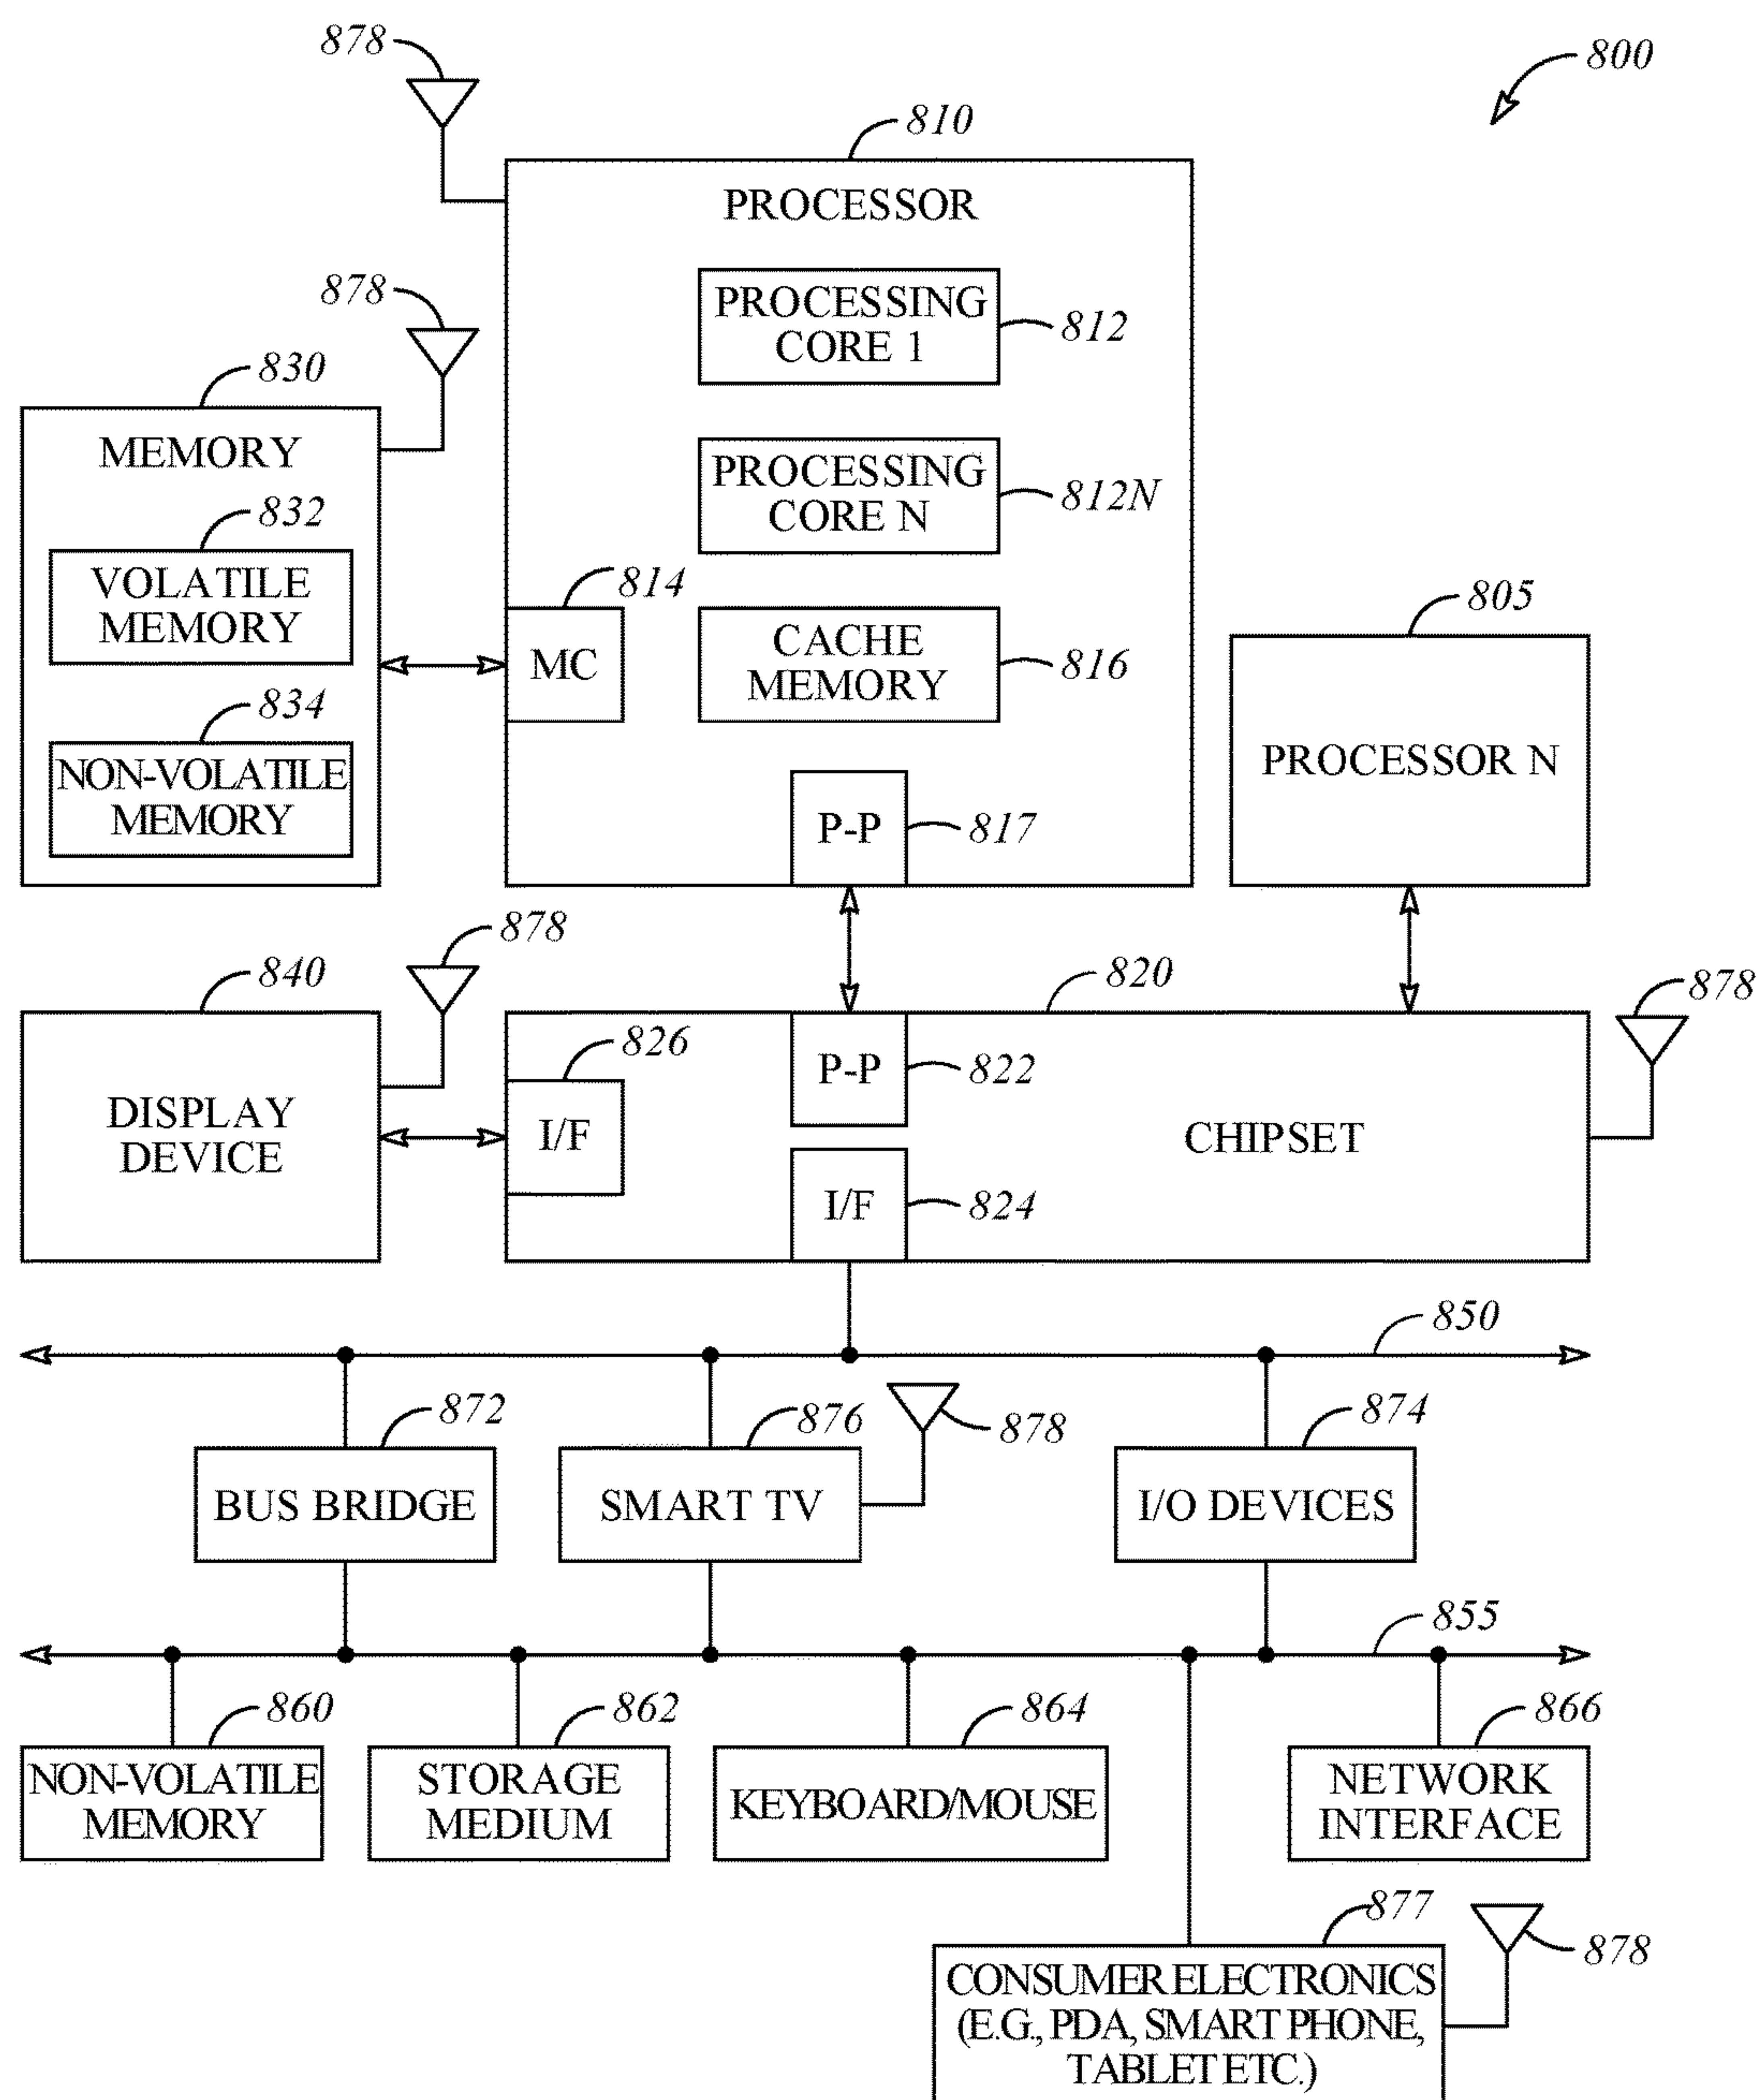 878
800
810
PROCESSOR
PROCESSING
CORE 1
812
878
830
MEMORY
PROCESSING
CORE N
812N
832
VOLATILE
MEMORY
814
MC
CACHE
MEMORY
816
805
PROCESSOR N
834
NON-VOLATILE
MEMORY
P-P
817
878
840
DISPLAY
DEVICE
826
I/F
820
P-P
822
CHIPSET
878
I/F
824
850
872
BUS BRIDGE
876
SMART TV
878
874
I/O DEVICES
855
860
NON-VOLATILE
MEMORY
862
STORAGE
MEDIUM
864
KEYBOARD/MOUSE
866
NETWORK
INTERFACE
877
CONSUMER ELECTRONICS
(E.G., PDA, SMART PHONE,
TABLET ETC.)
878